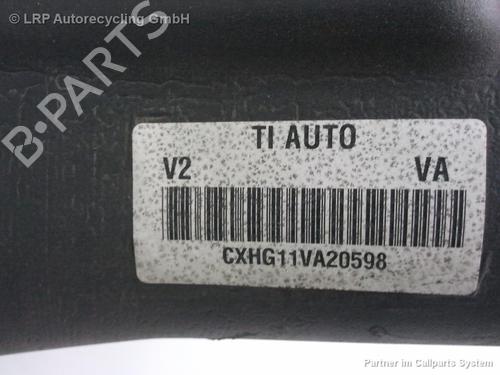 © LRP Autorecycling GmbH
B-PARTS
TI AUTO
V2 VA
CXHG11VA20598
Partner im Callparts System